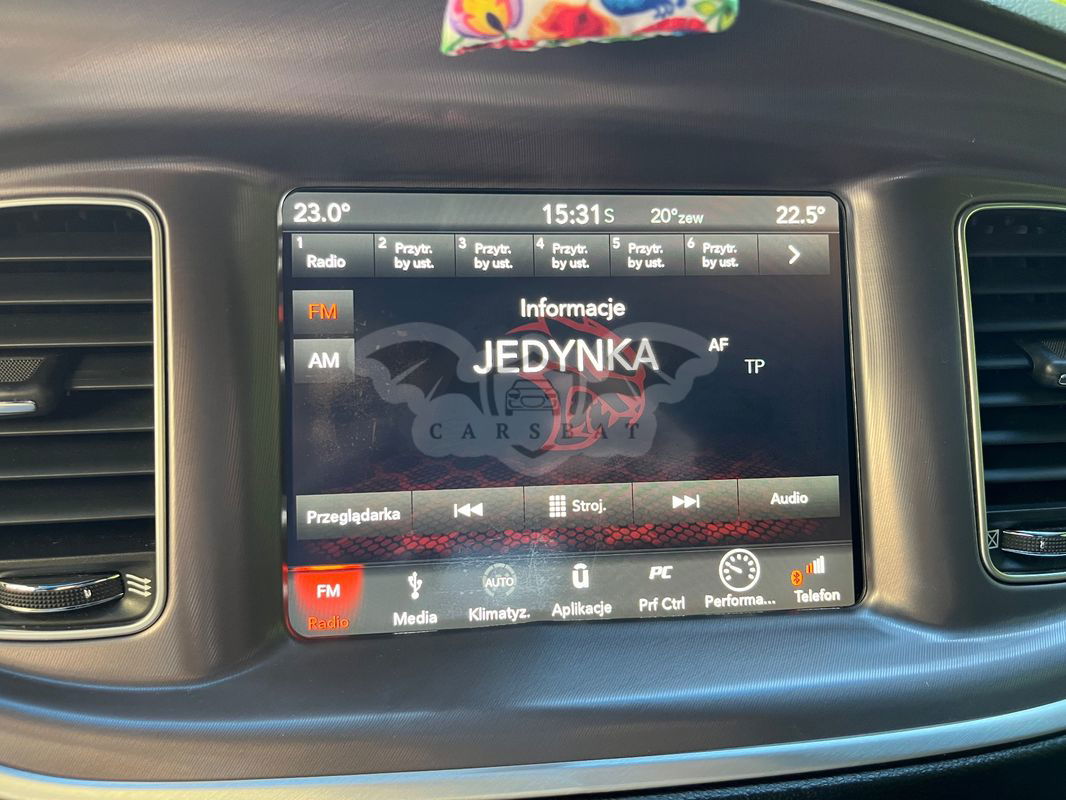 23.0° 15:31 S 20°zew 22.5°
1 Radio
2 Przytr. by ust.
3 Przytr. by ust.
4 Przytr. by ust.
5 Przytr. by ust.
6 Przytr. by ust.
FM
AM
Informacje
JEDYNKA
AF
TP
CARSEAT
Przeglądarka
Stroj.
Audio
FM
Radio
Media
AUTO
Klimatyz.
ū
Aplikacje
PC
Prf Ctrl
Performa...
Telefon